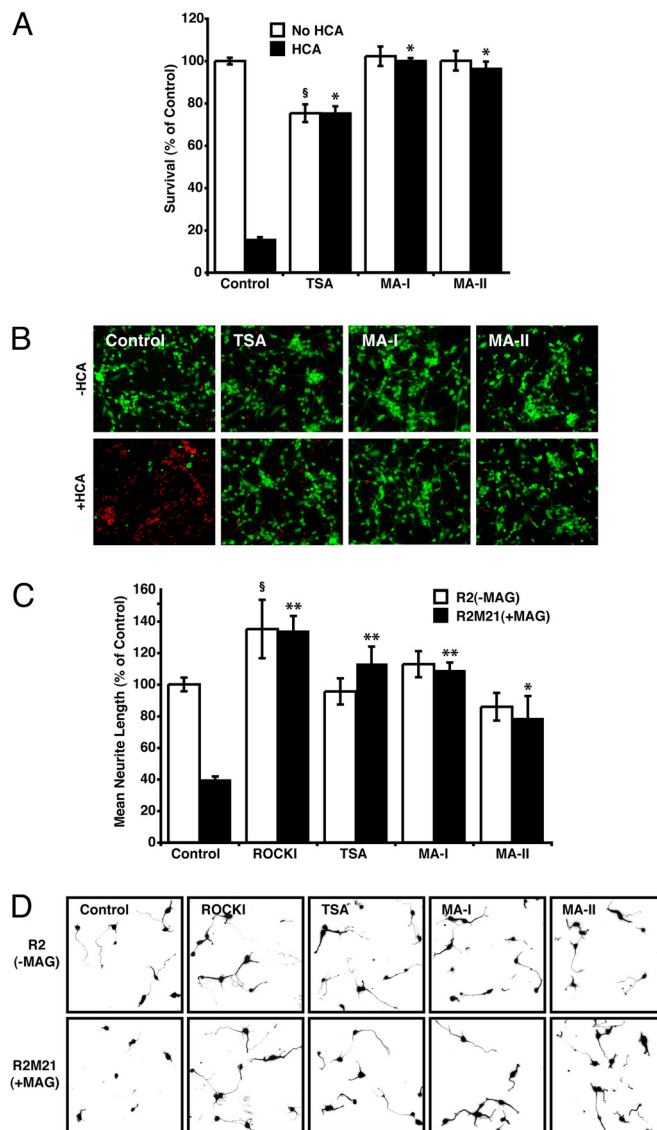 A
120
100
80
60
40
20
0
Survival (% of Control)
No HCA
HCA
§
*
*
*
Control TSA MA-I MA-II
B
Control TSA MA-I MA-II
-HCA
+HCA
C
160
140
120
100
80
60
40
20
0
Mean Neurite Length (% of Control)
R2(-MAG)
R2M21(+MAG)
§
**
**
**
*
Control ROCKI TSA MA-I MA-II
D
Control ROCKI TSA MA-I MA-II
R2
(-MAG)
R2M21
(+MAG)